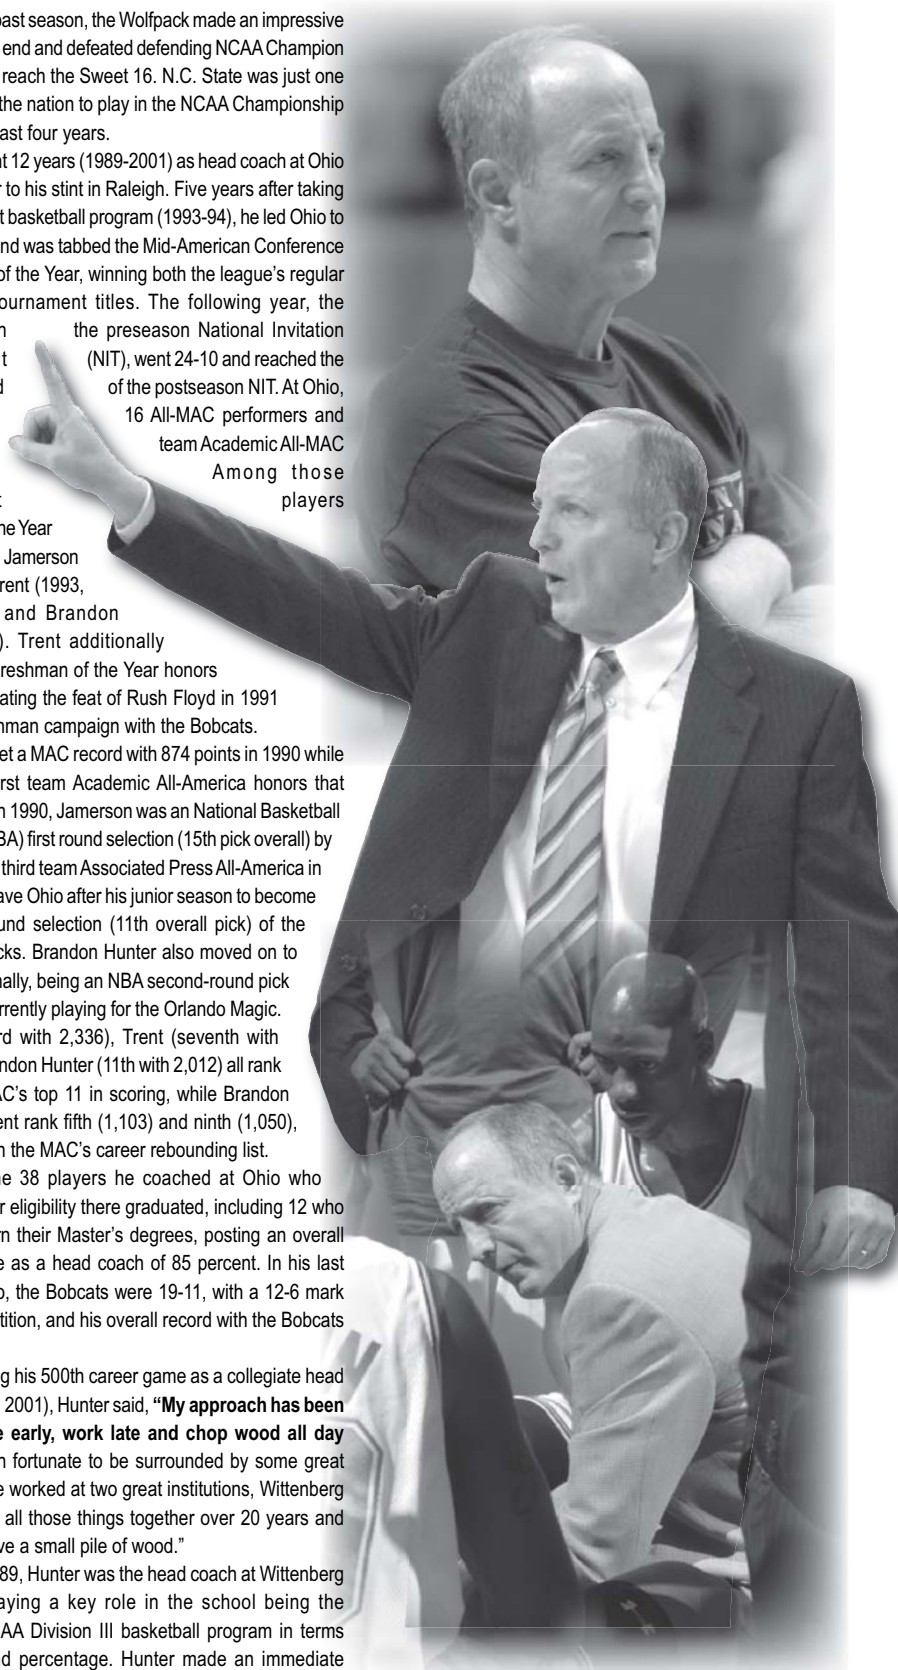 past season, the Wolfpack made an impressive
end and defeated defending NCAA Champion
reach the Sweet 16. N.C. State was just one
the nation to play in the NCAA Championship
ast four years.
t 12 years (1989-2001) as head coach at Ohio
r to his stint in Raleigh. Five years after taking
t basketball program (1993-94), he led Ohio to
nd was tabbed the Mid-American Conference
of the Year, winning both the league’s regular
ournament titles. The following year, the
n the preseason National Invitation
t (NIT), went 24-10 and reached the
d of the postseason NIT. At Ohio,
16 All-MAC performers and
team Academic All-MAC
Among those
t players
he Year
Jamerson
rent (1993,
and Brandon
). Trent additionally
reshman of the Year honors
ating the feat of Rush Floyd in 1991
hman campaign with the Bobcats.
et a MAC record with 874 points in 1990 while
rst team Academic All-America honors that
n 1990, Jamerson was an National Basketball
BA) first round selection (15th pick overall) by
third team Associated Press All-America in
ave Ohio after his junior season to become
und selection (11th overall pick) of the
cks. Brandon Hunter also moved on to
nally, being an NBA second-round pick
rrently playing for the Orlando Magic.
rd with 2,336), Trent (seventh with
ndon Hunter (11th with 2,012) all rank
AC’s top 11 in scoring, while Brandon
ent rank fifth (1,103) and ninth (1,050),
n the MAC’s career rebounding list.
he 38 players he coached at Ohio who
r eligibility there graduated, including 12 who
rn their Master’s degrees, posting an overall
e as a head coach of 85 percent. In his last
o, the Bobcats were 19-11, with a 12-6 mark
tition, and his overall record with the Bobcats
g his 500th career game as a collegiate head
, 2001), Hunter said, “My approach has been
e early, work late and chop wood all day
n fortunate to be surrounded by some great
e worked at two great institutions, Wittenberg
all those things together over 20 years and
ve a small pile of wood.”
89, Hunter was the head coach at Wittenberg
aying a key role in the school being the
AA Division III basketball program in terms
d percentage. Hunter made an immediate